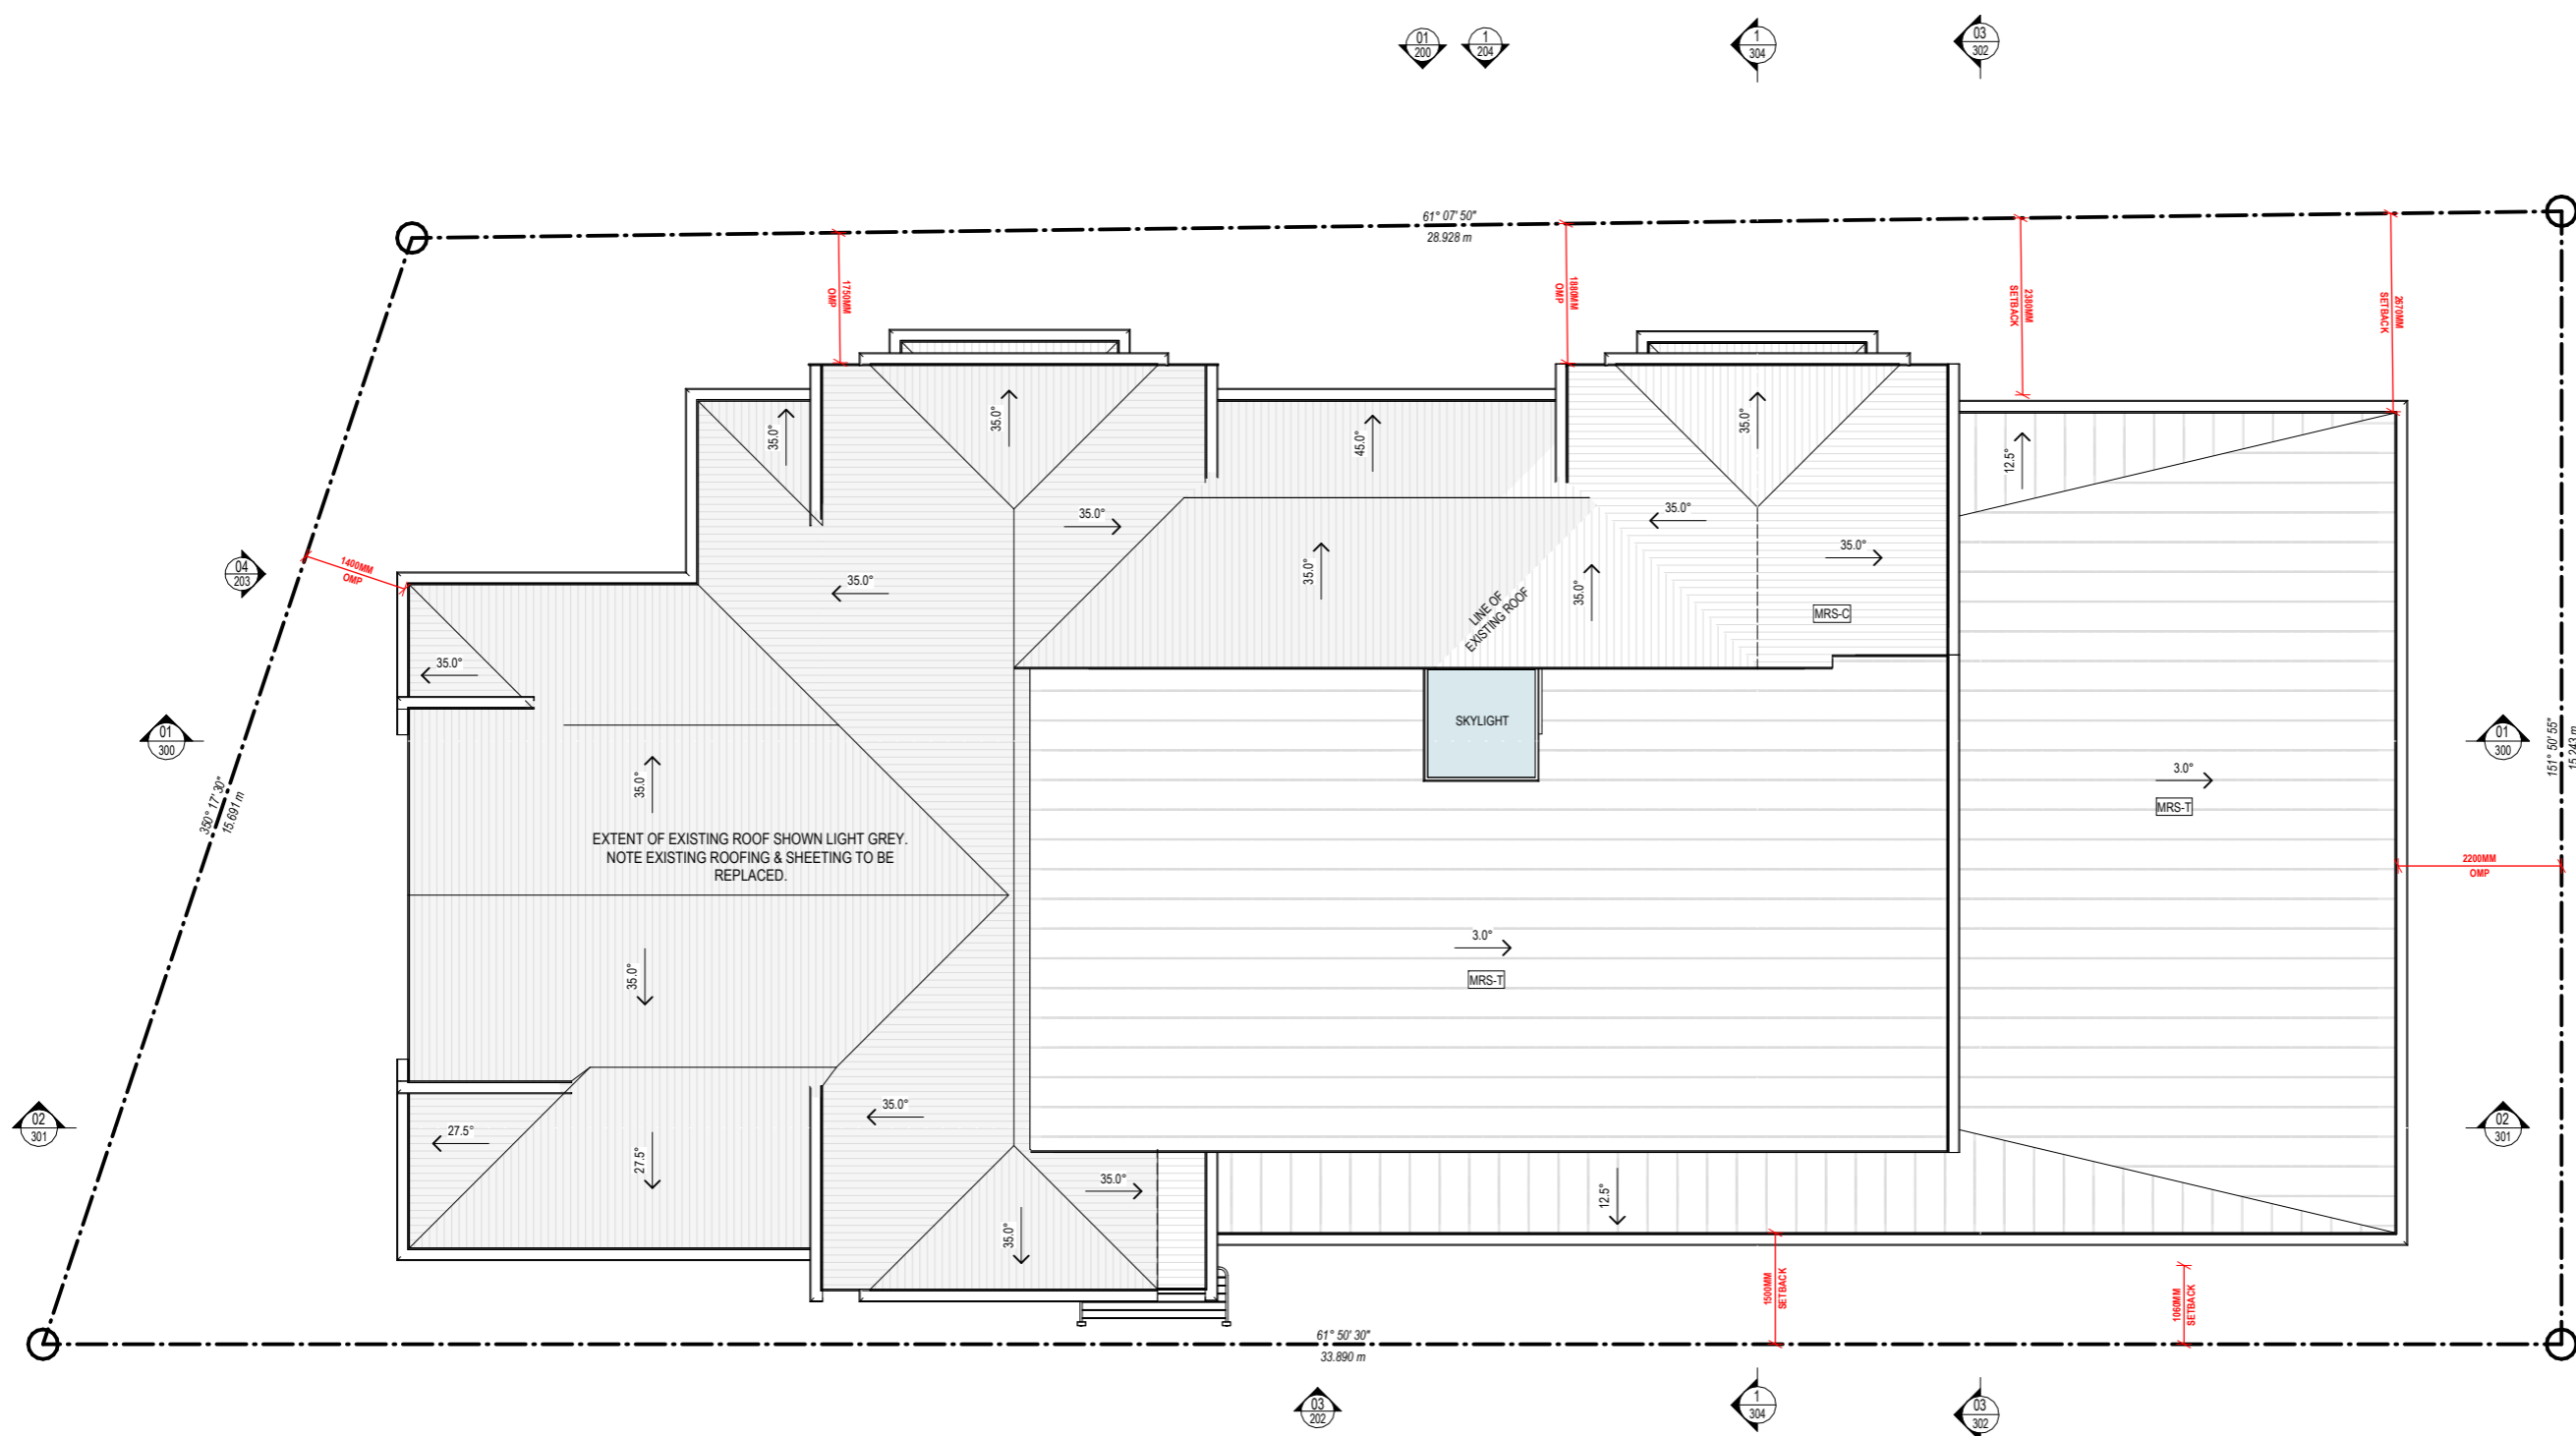 01
200
1
204
1
304
03
302
61° 07' 50"
28.928 m
1750MM
OMP
1880MM
OMP
2380MM
SETBACK
2670MM
SETBACK
35.0°
35.0°
45.0°
35.0°
12.5°
35.0°
35.0°
35.0°
04
203
1400MM
OMP
35.0°
35.0°
LINE OF
EXISTING ROOF
35.0°
MRS-C
35.0°
SKYLIGHT
01
300
01
300
151° 50' 55"
15.243 m
350° 17' 30"
15.691 m
35.0°
3.0°
MRS-T
EXTENT OF EXISTING ROOF SHOWN LIGHT GREY.
NOTE EXISTING ROOFING & SHEETING TO BE
REPLACED.
2200MM
OMP
35.0°
3.0°
MRS-T
02
301
02
301
35.0°
27.5°
27.5°
35.0°
35.0°
12.5°
1500MM
SETBACK
1060MM
SETBACK
61° 50' 30"
33.890 m
03
202
1
304
03
302